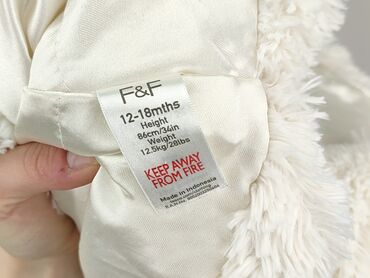 F&F
12-18mths
Height
86cm/34in
Weight
12.5kg/28lbs
KEEP AWAY
FROM FIRE
Made in Indonesia